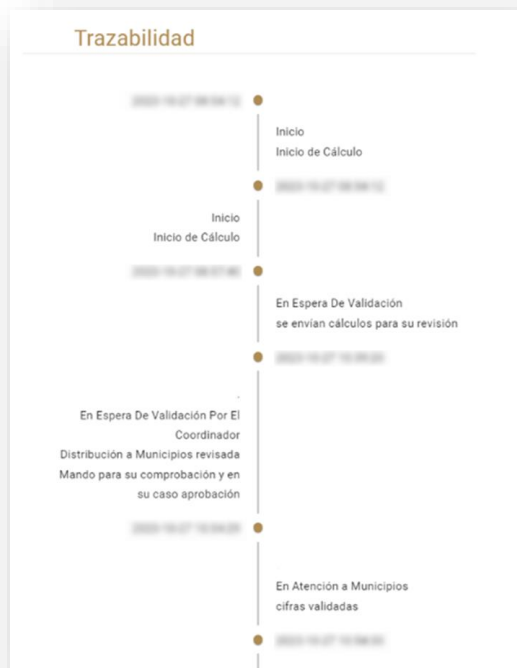 Trazabilidad
Inicio
Inicio de Cálculo
Inicio
Inicio de Cálculo
En Espera De Validación
se envían cálculos para su revisión
.
En Espera De Validación Por El
Coordinador
Distribución a Municipios revisada
Mando para su comprobación y en
su caso aprobación
En Atención a Municipios
cifras validadas